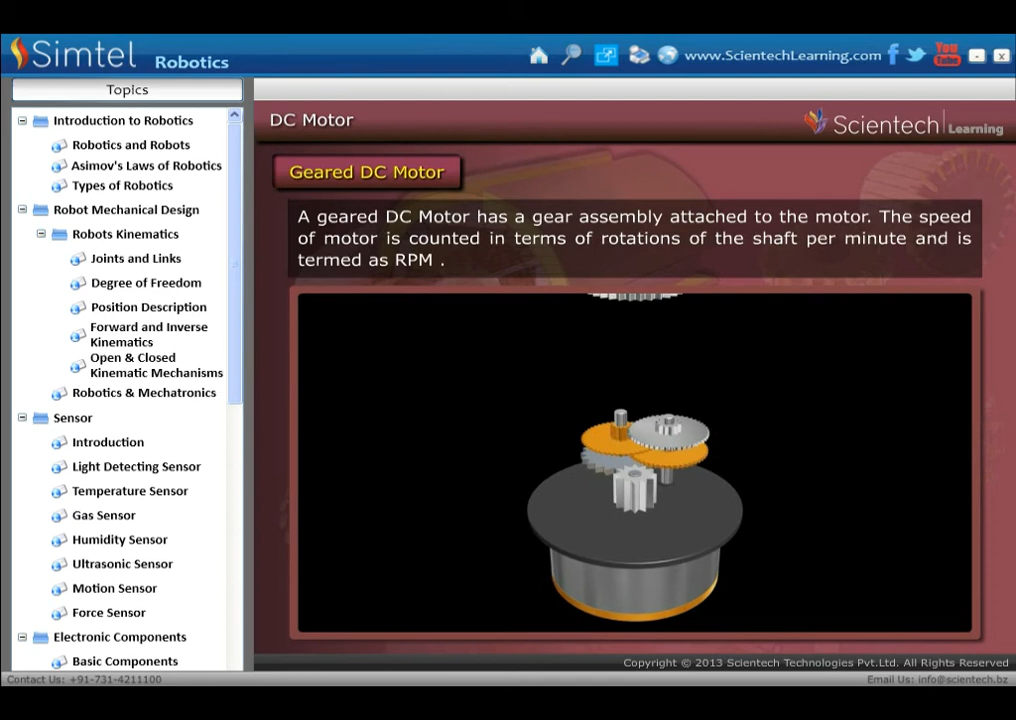 Simtel Robotics
www.ScientechLearning.com
You
Tube
Topics
Introduction to Robotics
Robotics and Robots
Asimov's Laws of Robotics
Types of Robotics
Robot Mechanical Design
Robots Kinematics
Joints and Links
Degree of Freedom
Position Description
Forward and Inverse
Kinematics
Open & Closed
Kinematic Mechanisms
Robotics & Mechatronics
Sensor
Introduction
Light Detecting Sensor
Temperature Sensor
Gas Sensor
Humidity Sensor
Ultrasonic Sensor
Motion Sensor
Force Sensor
Electronic Components
Basic Components
DC Motor
Scientech Learning
Geared DC Motor
A geared DC Motor has a gear assembly attached to the motor. The speed
of motor is counted in terms of rotations of the shaft per minute and is
termed as RPM .
Copyright © 2013 Scientech Technologies Pvt.Ltd. All Rights Reserved
Contact Us: +91-731-4211100
Email Us: info@scientech.bz